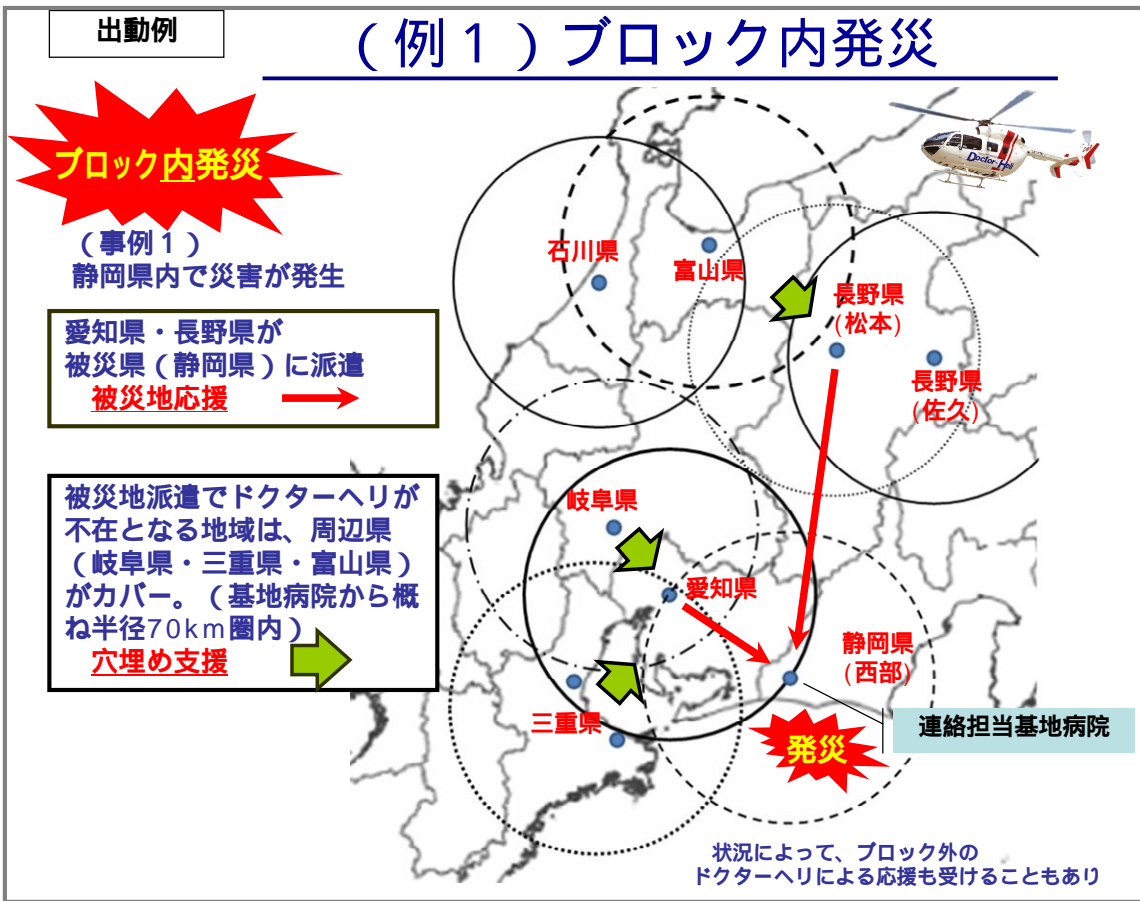 出動例
（例１）ブロック内発災
Doctor-Heli
ブロック内発災
（事例１）
静岡県内で災害が発生
愛知県・長野県が
被災県（静岡県）に派遣
被災地応援
被災地派遣でドクターヘリが
不在となる地域は、周辺県
（岐阜県・三重県・富山県）
がカバー。（基地病院から概
ね半径70km圏内）
穴埋め支援
石川県
富山県
長野県
(松本)
長野県
(佐久)
岐阜県
愛知県
静岡県
(西部)
三重県
発災
連絡担当基地病院
状況によって、ブロック外の
ドクターヘリによる応援も受けることもあり